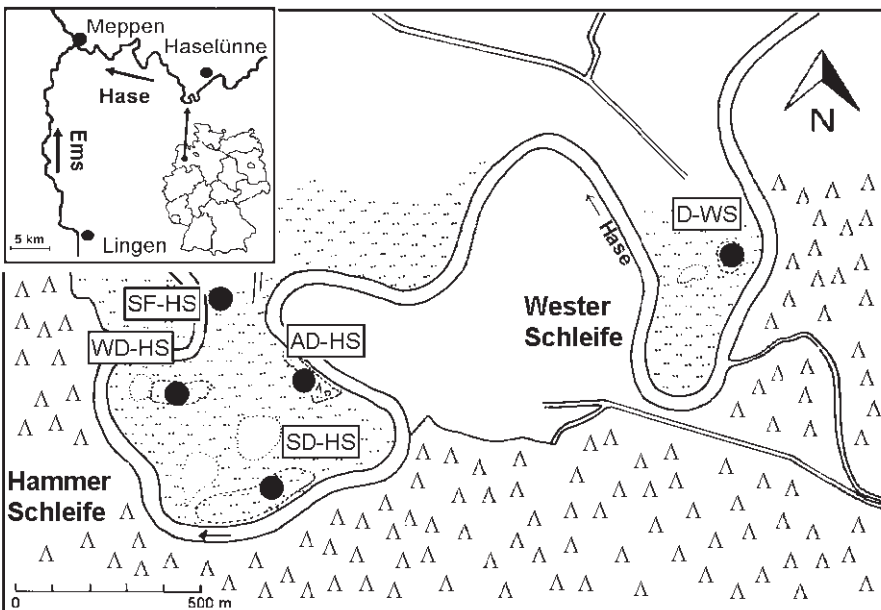 Meppen
Haselünne
Hase
Ems
5 km
Lingen
N
D-WS
Hase
SF-HS
Wester
Schleife
WD-HS
AD-HS
SD-HS
Hammer
Schleife
0
500 m